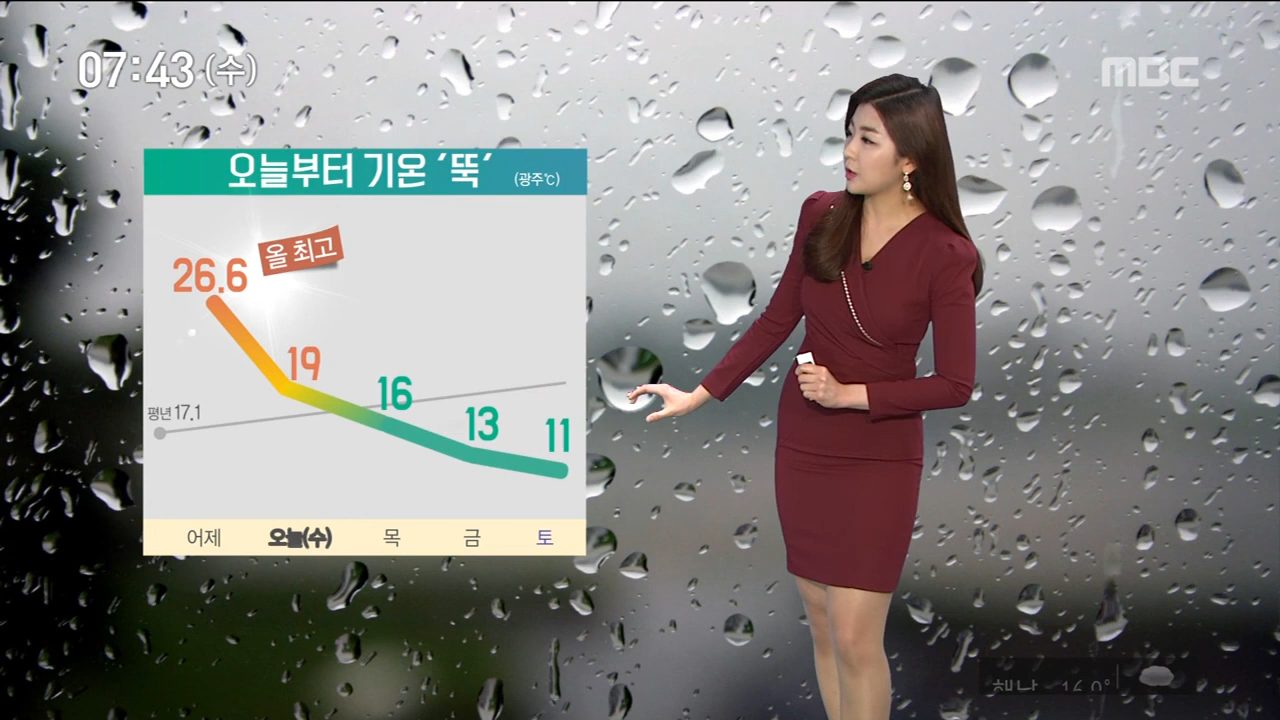 07:43 (수)
MBC
오늘부터 기온 '뚝' (광주℃)
올 최고
26.6
19
16
13
11
평년 17.1
어제 오늘(수) 목 금 토